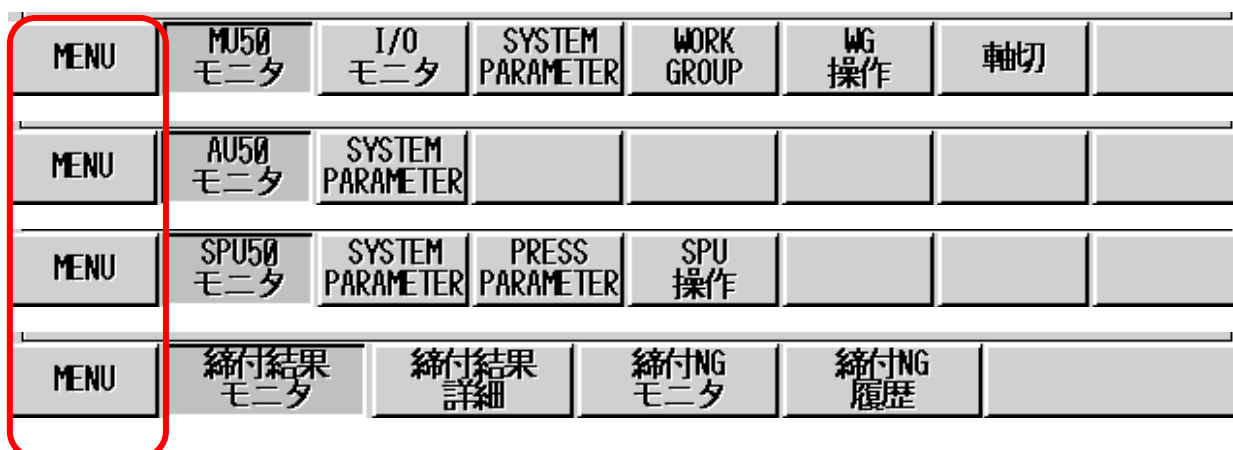 MENU
MU50
モニタ
I/O
モニタ
SYSTEM
PARAMETER
WORK
GROUP
WG
操作
軸切
MENU
AU50
モニタ
SYSTEM
PARAMETER
MENU
SPU50
モニタ
SYSTEM
PARAMETER
PRESS
PARAMETER
SPU
操作
MENU
締付結果
モニタ
締付結果
詳細
締付NG
モニタ
締付NG
履歴